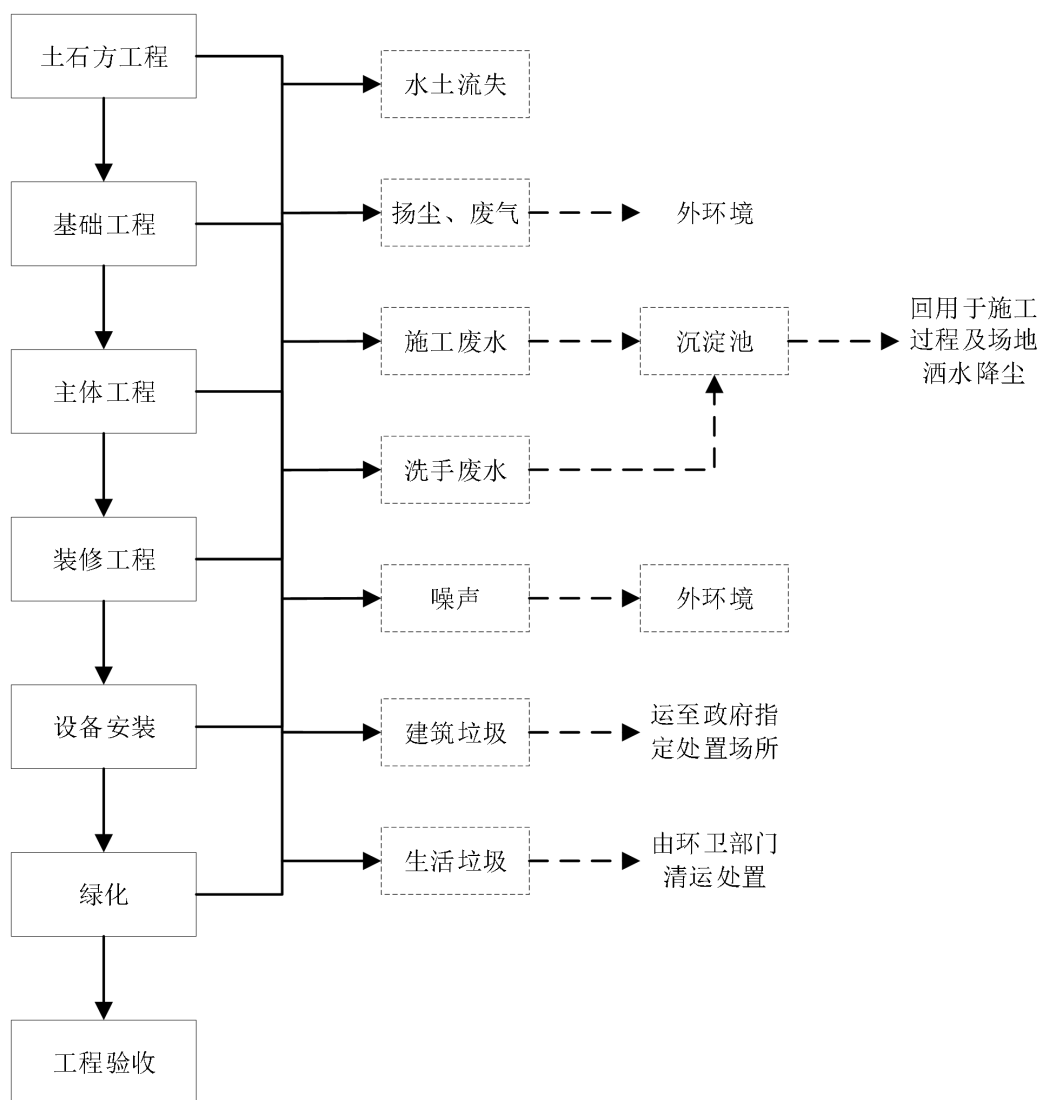 土石方工程
水土流失
基础工程
扬尘、废气
外环境
主体工程
施工废水
沉淀池
回用于施工
过程及场地
洒水降尘
洗手废水
装修工程
噪声
外环境
设备安装
建筑垃圾
运至政府指
定处置场所
绿化
生活垃圾
由环卫部门
清运处置
工程验收